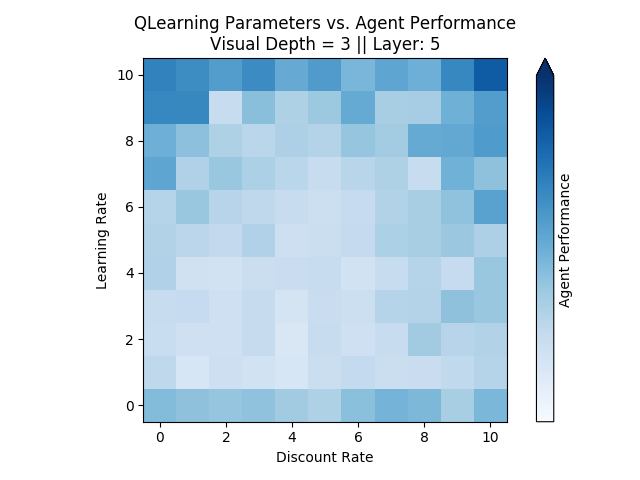 QLearning Parameters vs. Agent Performance
Visual Depth = 3 || Layer: 5
10
8
6
4
2
0
Learning Rate
0 2 4 6 8 10
Discount Rate
Agent Performance